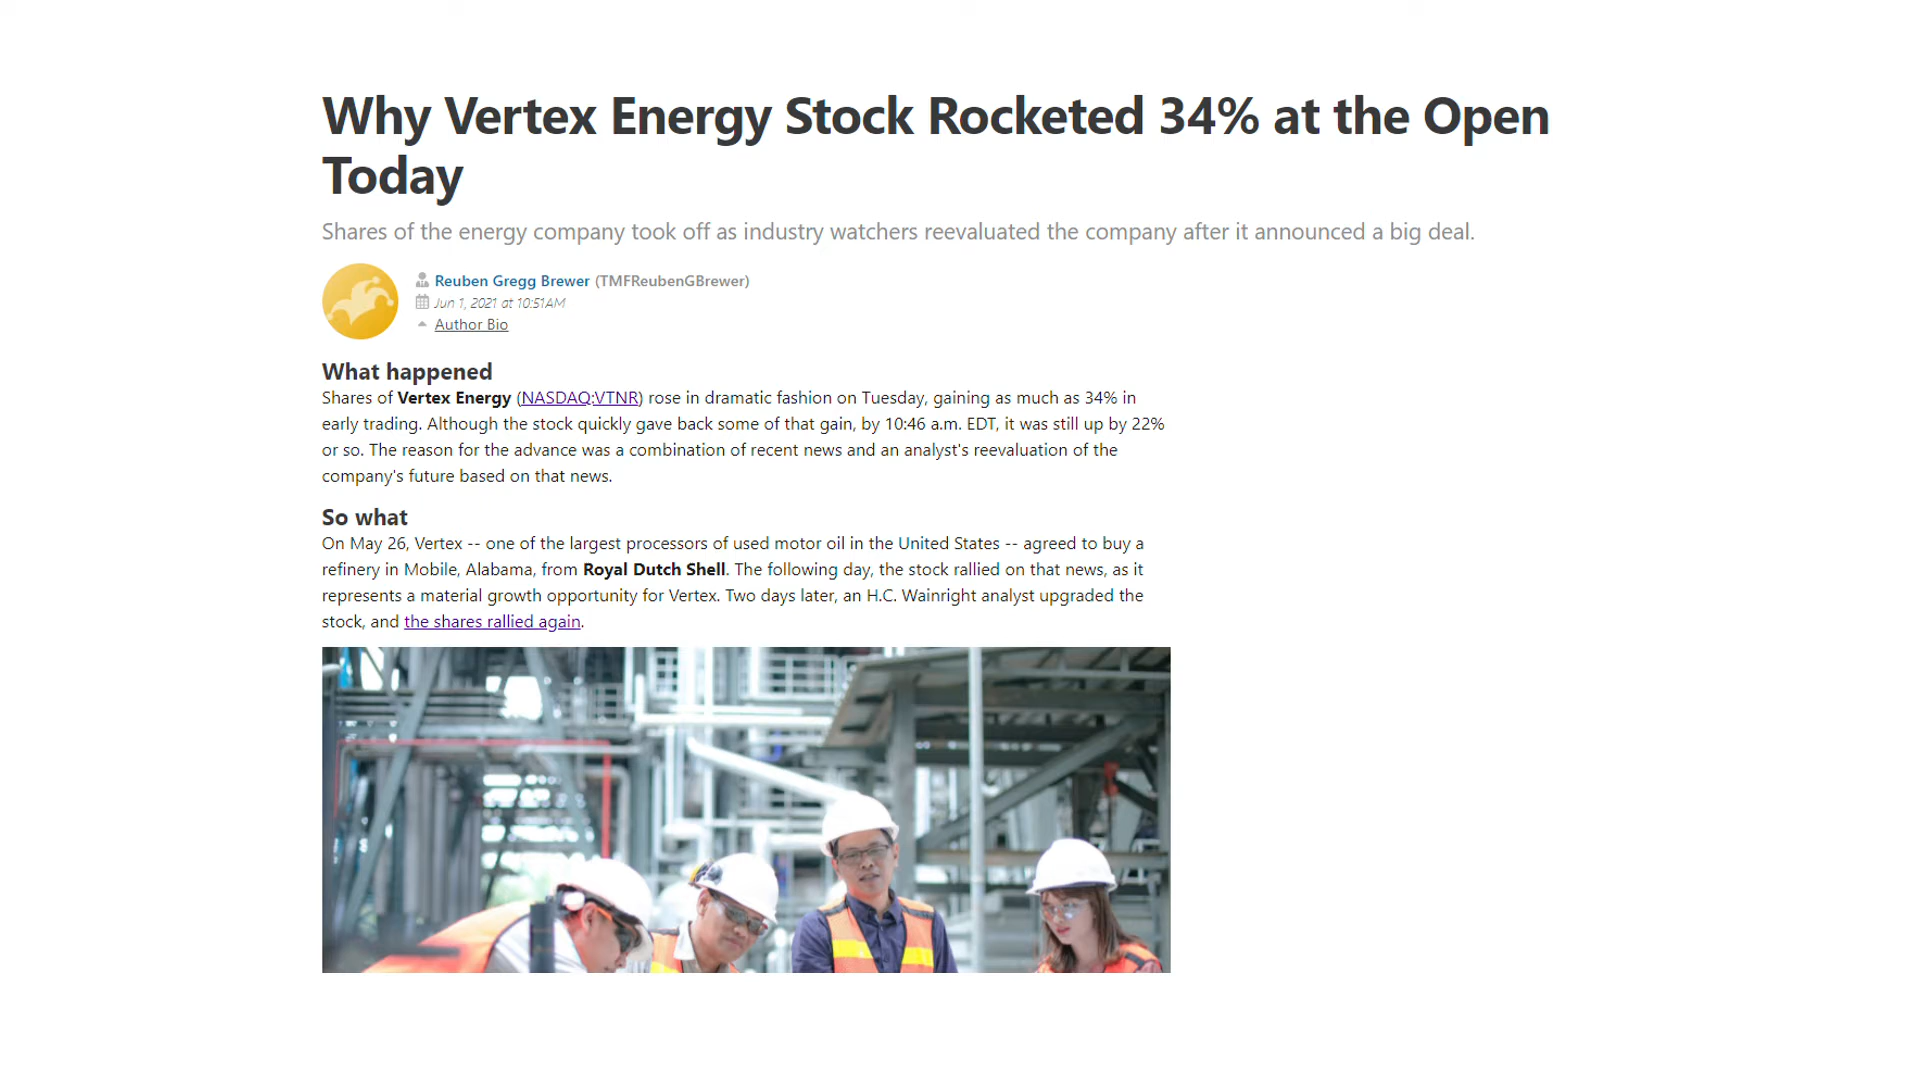 Why Vertex Energy Stock Rocketed 34% at the Open
Today
Shares of the energy company took off as industry watchers reevaluated the company after it announced a big deal.
Reuben Gregg Brewer (TMFReubenGBrewer)
Jun 1, 2021 at 10:51AM
Author Bio
What happened
Shares of Vertex Energy (NASDAQ:VTNR) rose in dramatic fashion on Tuesday, gaining as much as 34% in
early trading. Although the stock quickly gave back some of that gain, by 10:46 a.m. EDT, it was still up by 22%
or so. The reason for the advance was a combination of recent news and an analyst's reevaluation of the
company's future based on that news.
So what
On May 26, Vertex -- one of the largest processors of used motor oil in the United States -- agreed to buy a
refinery in Mobile, Alabama, from Royal Dutch Shell. The following day, the stock rallied on that news, as it
represents a material growth opportunity for Vertex. Two days later, an H.C. Wainright analyst upgraded the
stock, and the shares rallied again.